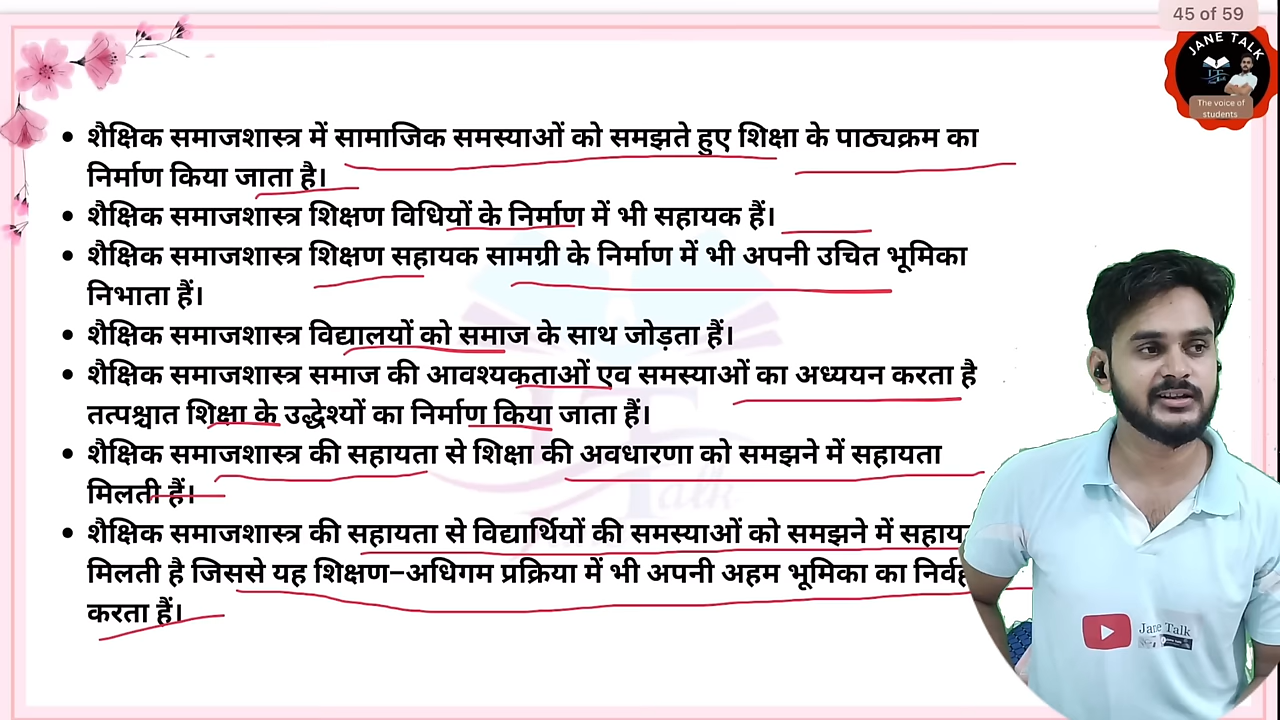 45 of 59
JANE TALK
The voice of
students
शैक्षिक समाजशास्त्र में सामाजिक समस्याओं को समझते हुए शिक्षा के पाठ्यक्रम का
निर्माण किया जाता है।
शैक्षिक समाजशास्त्र शिक्षण विधियों के निर्माण में भी सहायक हैं।
शैक्षिक समाजशास्त्र शिक्षण सहायक सामग्री के निर्माण में भी अपनी उचित भूमिका
निभाता हैं।
शैक्षिक समाजशास्त्र विद्यालयों को समाज के साथ जोड़ता हैं।
शैक्षिक समाजशास्त्र समाज की आवश्यकताओं एव समस्याओं का अध्ययन करता है
तत्पश्चात शिक्षा के उद्धेश्यों का निर्माण किया जाता हैं।
शैक्षिक समाजशास्त्र की सहायता से शिक्षा की अवधारणा को समझने में सहायता
मिलती हैं।
शैक्षिक समाजशास्त्र की सहायता से विद्यार्थियों की समस्याओं को समझने में
मिलती है जिससे यह शिक्षण–अधिगम प्रक्रिया में भी अपनी अहम भूमिका का
करता हैं।
Jane Talk